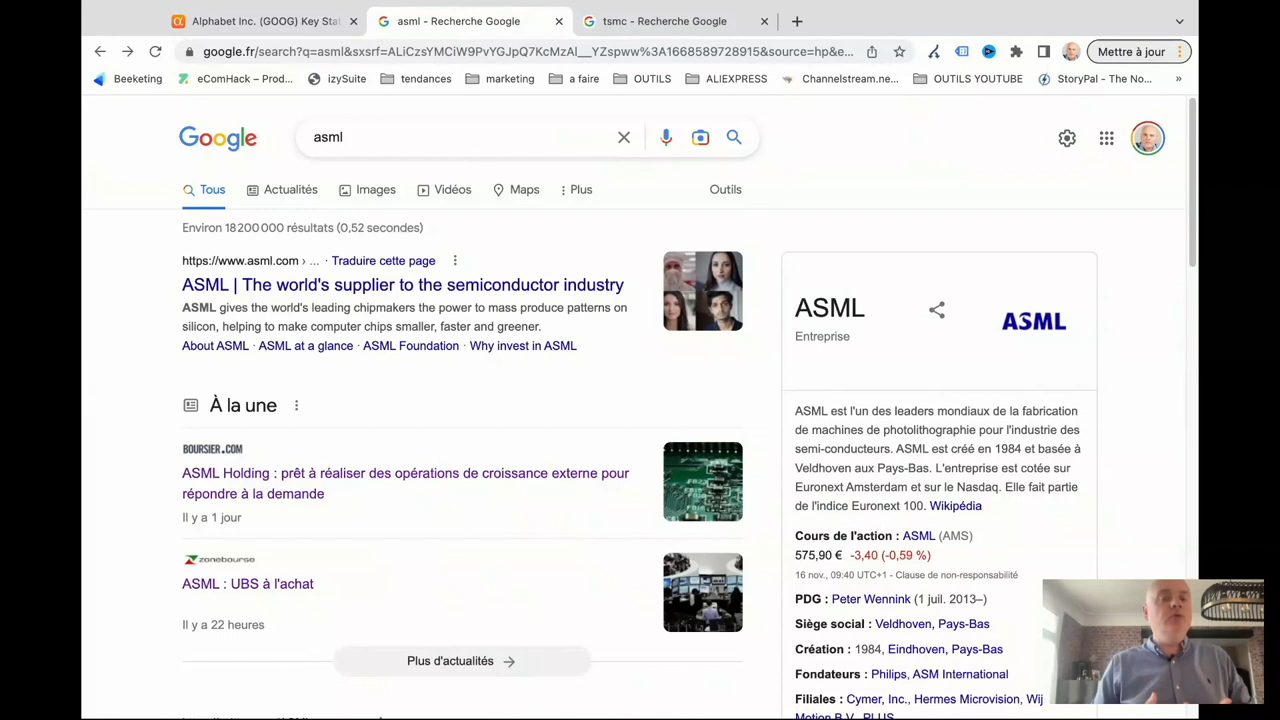 Alphabet Inc. (GOOG) Key Stat
asml - Recherche Google
tsmc - Recherche Google
google.fr/search?q=asml&sxsrf=ALiCzsYMCiW9PvYGJpQ7KcMzAl__YZspww%3A1668589728915&source=hp&e...
Mettre à jour
Beeketing
eComHack – Prod...
izySuite
tendances
marketing
a faire
OUTILS
ALIEXPRESS
Channelstream.ne...
OUTILS YOUTUBE
StoryPal - The No...
»
Google
asml
Tous
Actualités
Images
Vidéos
Maps
Plus
Outils
Environ 18 200 000 résultats (0,52 secondes)
https://www.asml.com › ... · Traduire cette page
ASML | The world's supplier to the semiconductor industry
ASML gives the world's leading chipmakers the power to mass produce patterns on
silicon, helping to make computer chips smaller, faster and greener.
About ASML · ASML at a glance · ASML Foundation · Why invest in ASML
À la une
BOURSIER.COM
ASML Holding : prêt à réaliser des opérations de croissance externe pour
répondre à la demande
Il y a 1 jour
zonebourse
ASML : UBS à l'achat
Il y a 22 heures
Plus d'actualités
ASML
Entreprise
ASML
ASML est l'un des leaders mondiaux de la fabrication
de machines de photolithographie pour l'industrie des
semi-conducteurs. ASML est créé en 1984 et basée à
Veldhoven aux Pays-Bas. L'entreprise est cotée sur
Euronext Amsterdam et sur le Nasdaq. Elle fait partie
de l'indice Euronext 100. Wikipédia
Cours de l'action : ASML (AMS)
575,90 € -3,40 (-0,59 %)
16 nov., 09:40 UTC+1 - Clause de non-responsabilité
PDG : Peter Wennink (1 juil. 2013–)
Siège social : Veldhoven, Pays-Bas
Création : 1984, Eindhoven, Pays-Bas
Fondateurs : Philips, ASM International
Filiales : Cymer, Inc., Hermes Microvision, Wij
Motion B.V., PLUS